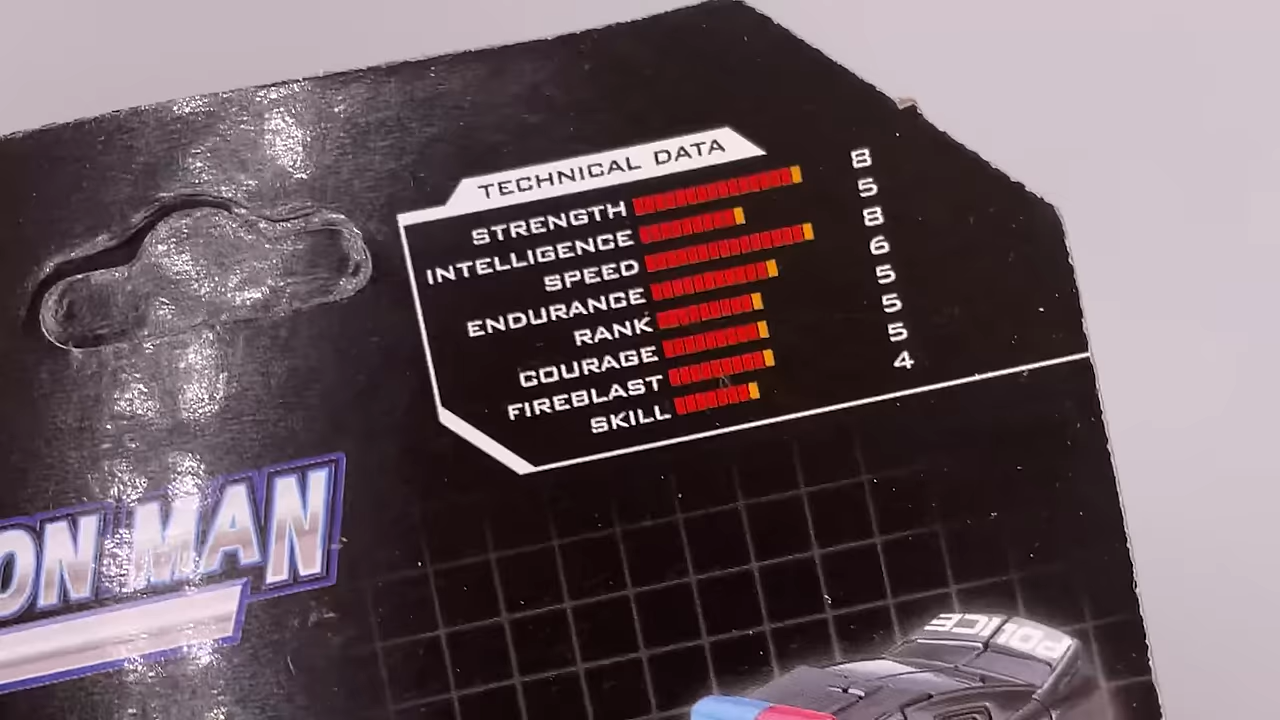 TECHNICAL DATA
STRENGTH 8
INTELLIGENCE 5
SPEED 8
ENDURANCE 6
RANK 5
COURAGE 5
FIREBLAST 5
SKILL 4
ON MAN
POLICE